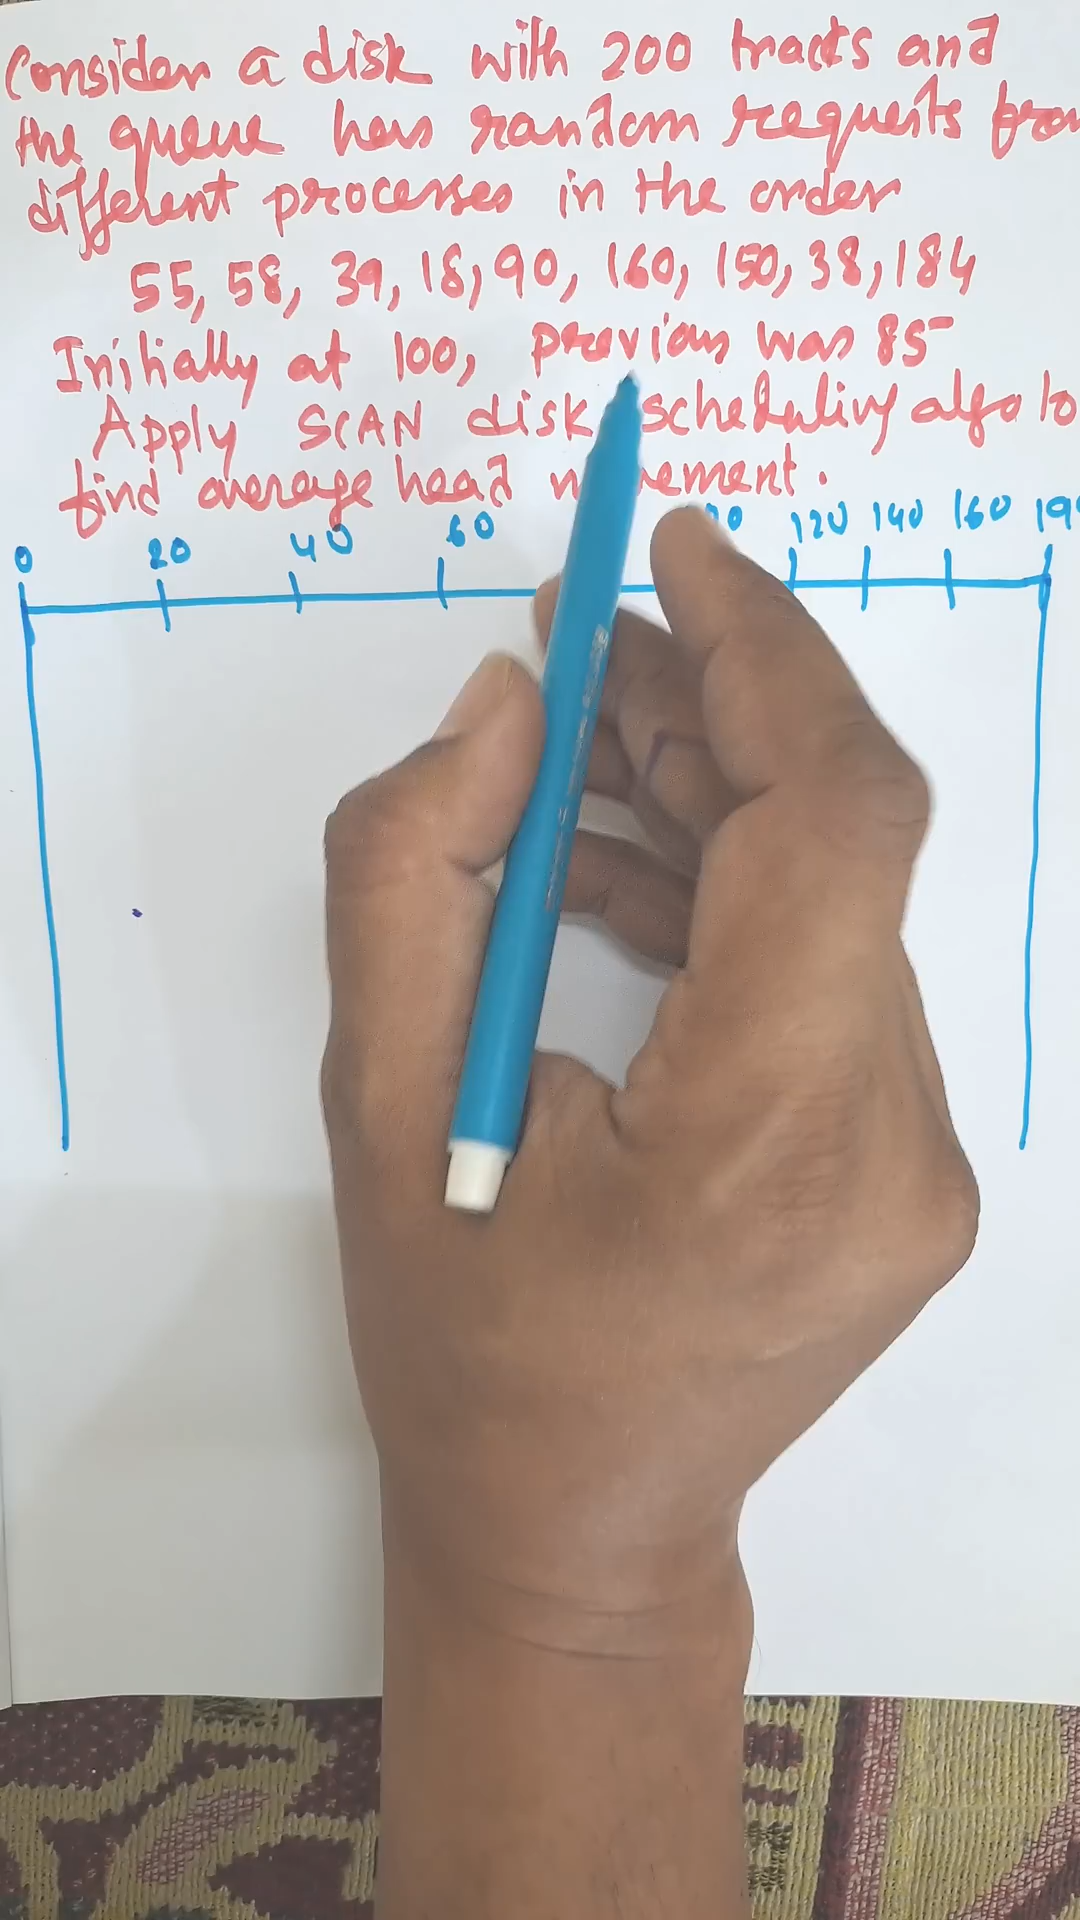 Consider a disk with 200 tracts and
the queue has random requests from
different processes in the order
55, 58, 39, 18, 90, 160, 150, 38, 184
Initially at 100, previous was 85
Apply SCAN disk scheduling algo to
find average head
0 20 40 60 120 140 160